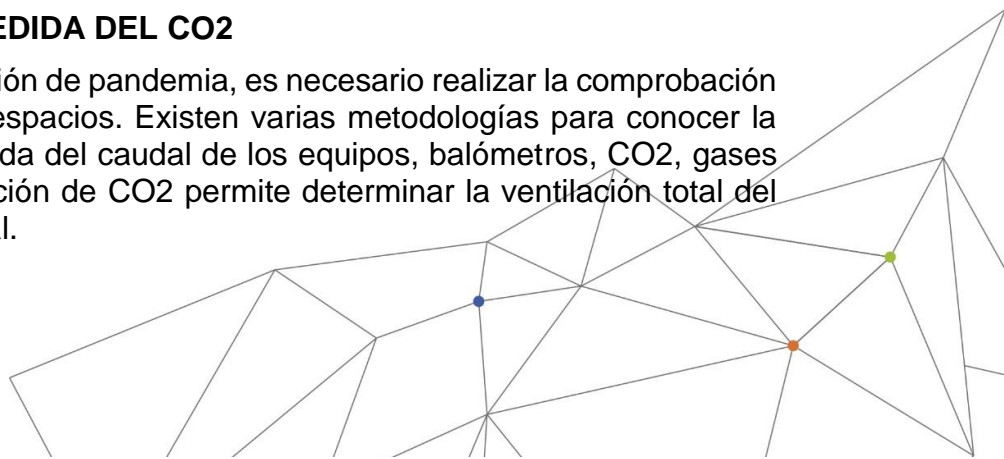 EDIDA DEL CO2
ión de pandemia, es necesario realizar la comprobación
espacios. Existen varias metodologías para conocer la
da del caudal de los equipos, balómetros, CO2, gases
ción de CO2 permite determinar la ventilación total del
l.